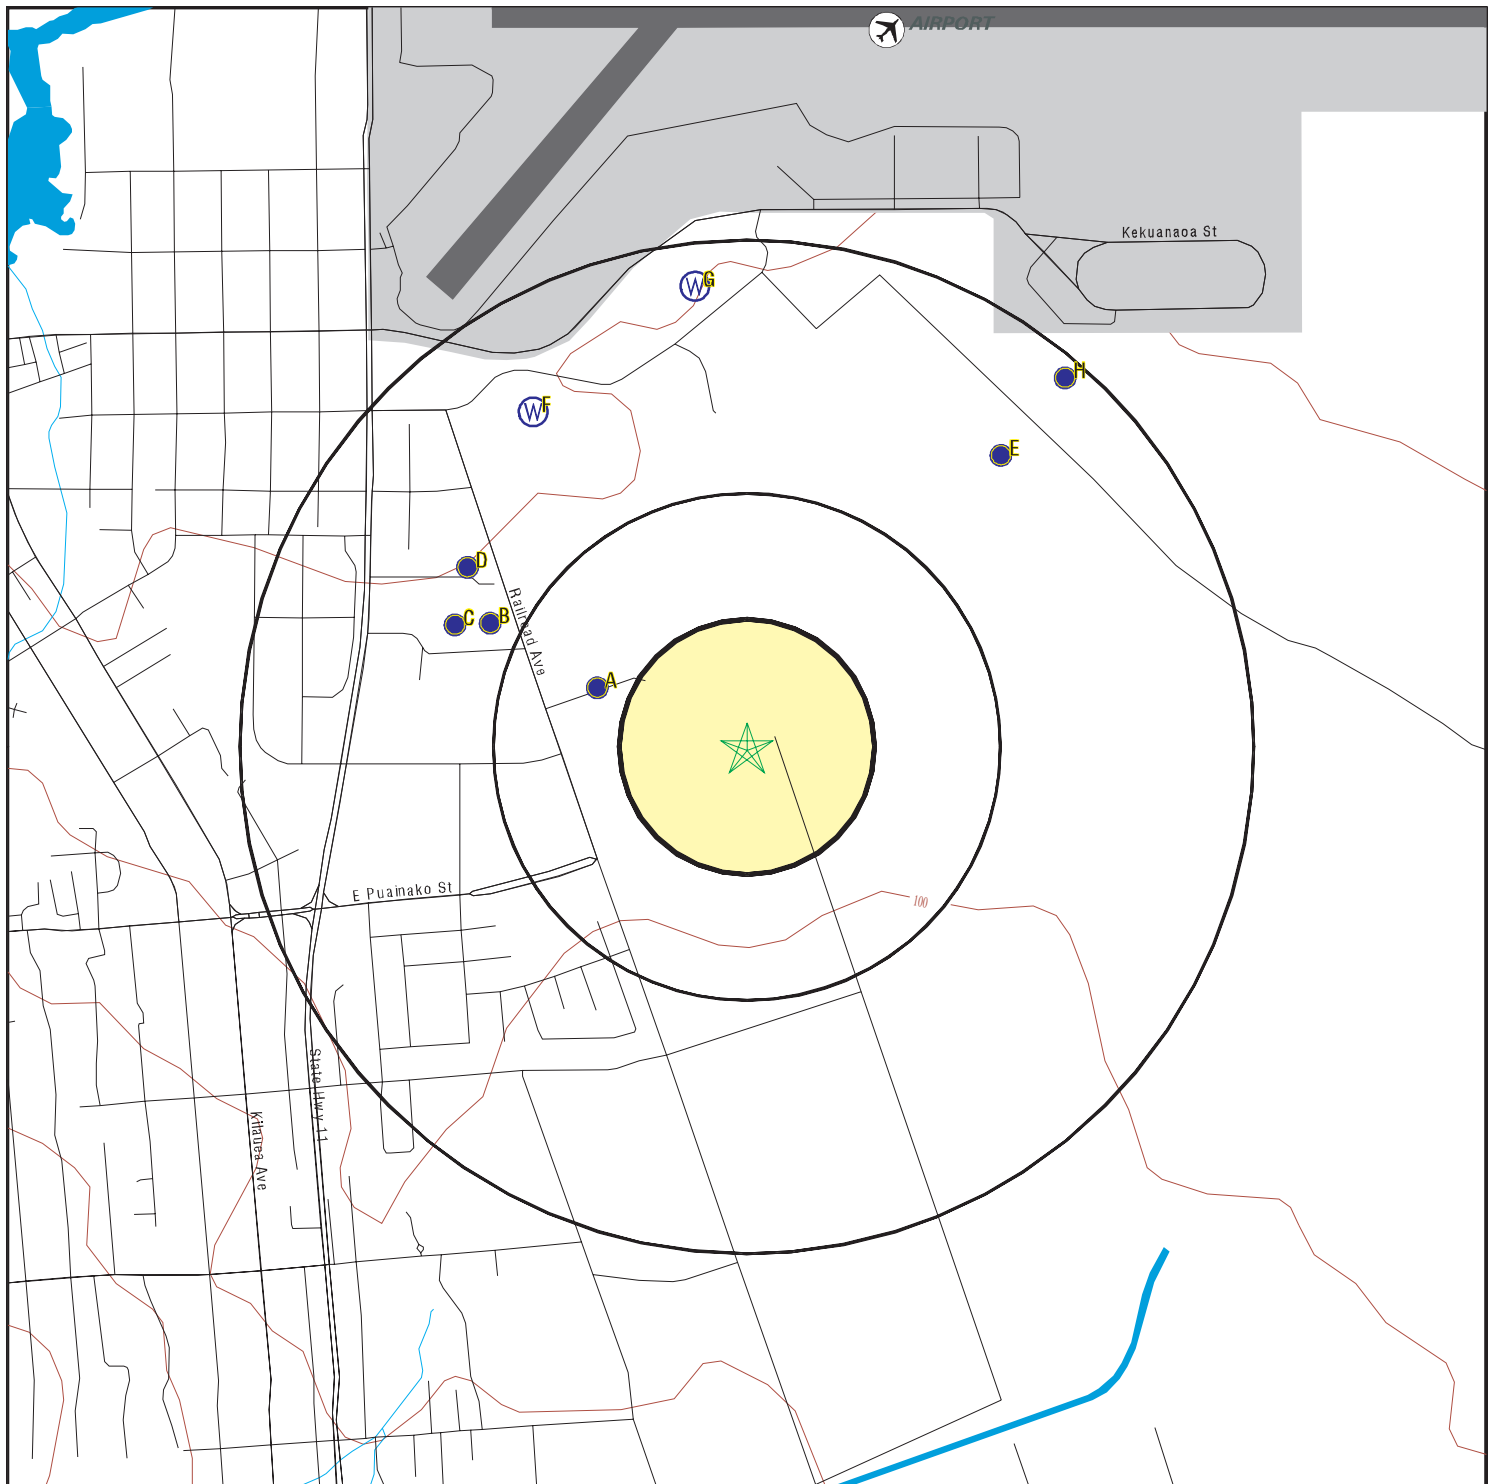 AIRPORT
Kekuanaoa St
W G
H
W F
E
D
C B
Railroad Ave
A
E Puainako St
100
State Hwy 11
Kilauea Ave